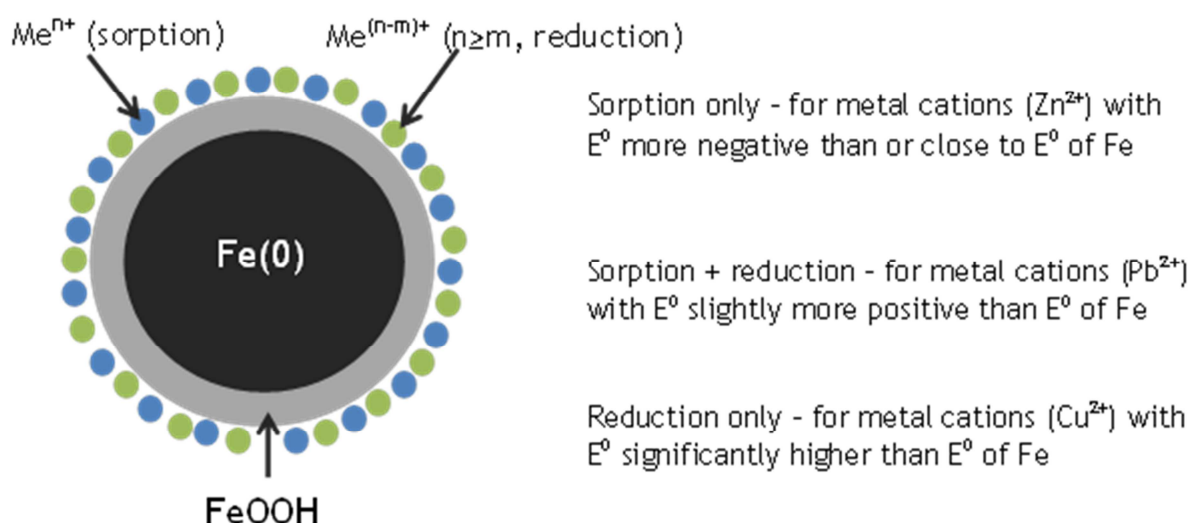 Meⁿ⁺ (sorption)
Me⁽ⁿ⁻ᵐ⁾⁺ (n≥m, reduction)
Sorption only - for metal cations (Zn²⁺) with
E⁰ more negative than or close to E⁰ of Fe
Fe(0)
Sorption + reduction - for metal cations (Pb²⁺)
with E⁰ slightly more positive than E⁰ of Fe
Reduction only - for metal cations (Cu²⁺) with
E⁰ significantly higher than E⁰ of Fe
FeOOH